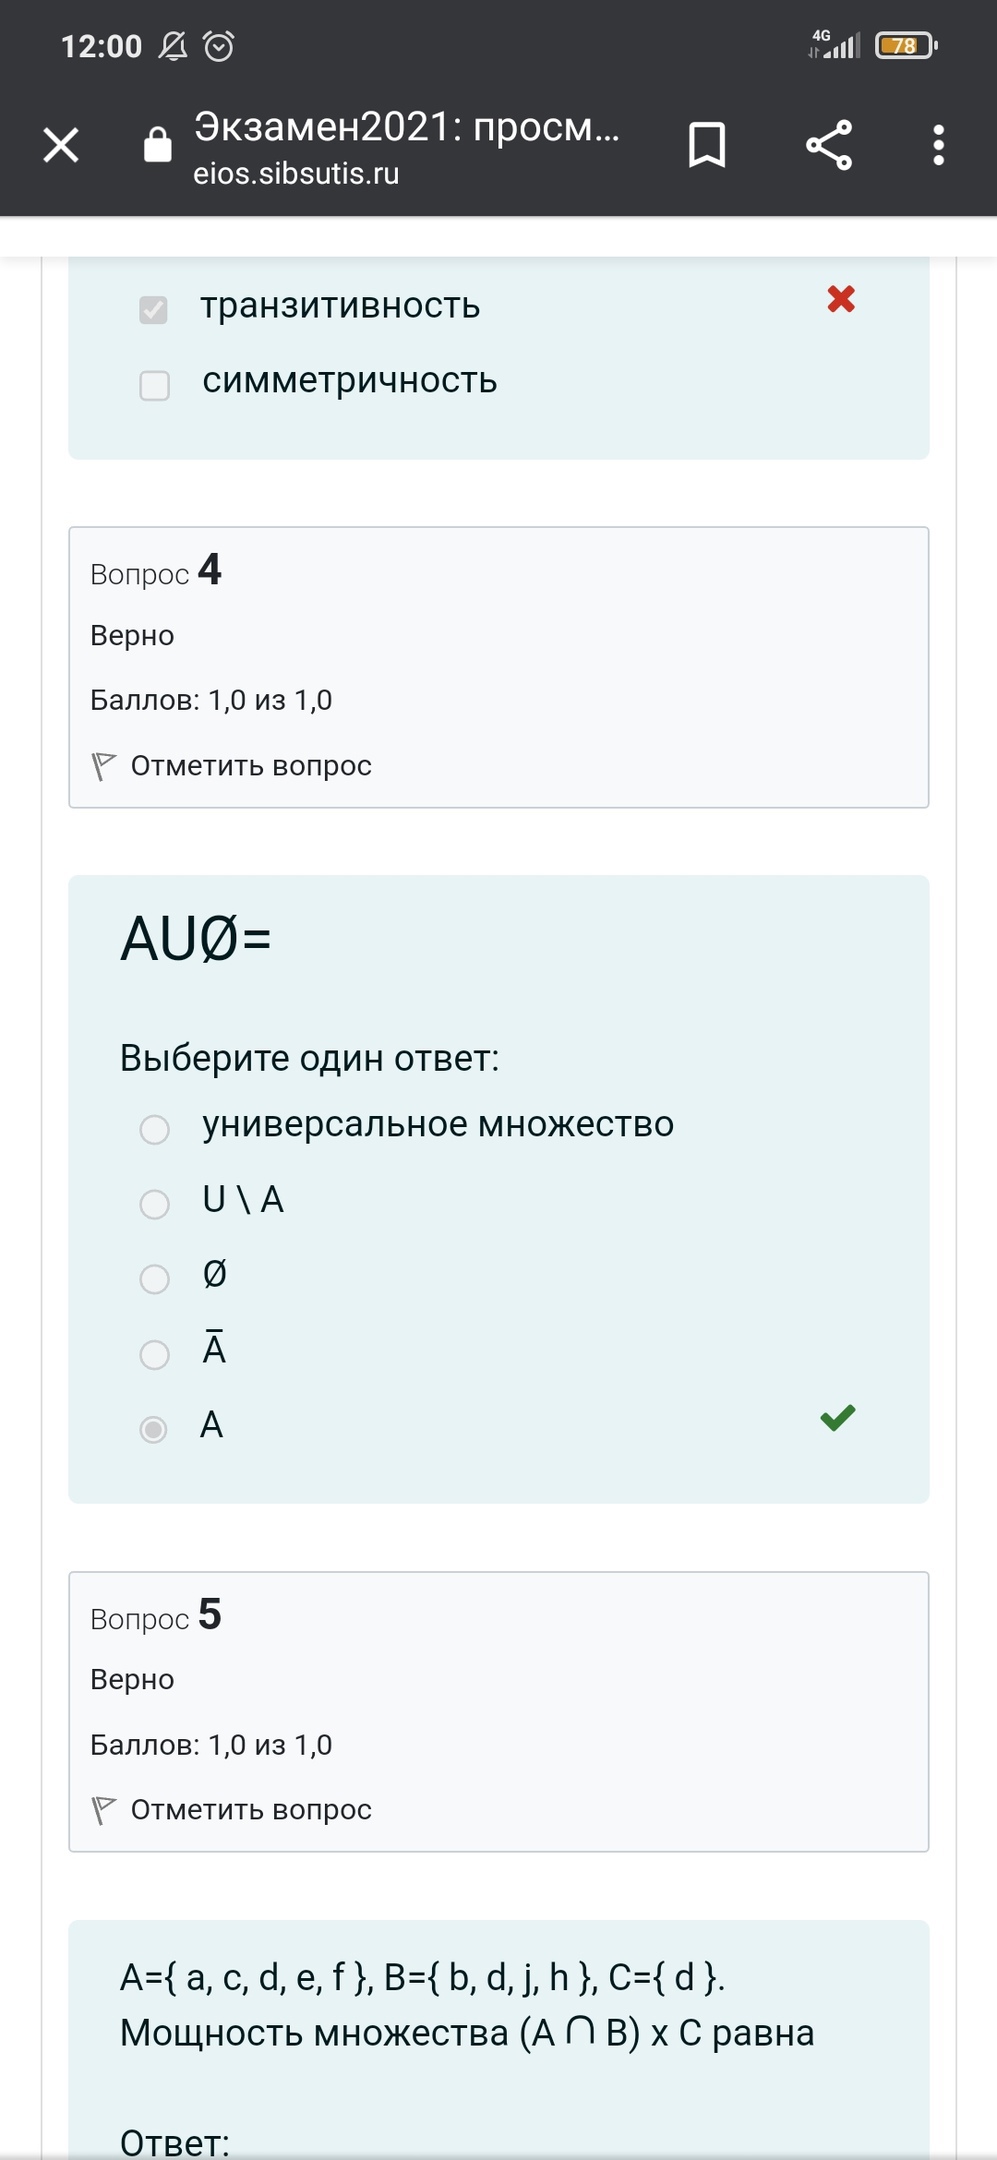 12:00
4G
78
Экзамен2021: просм...
eios.sibsutis.ru
транзитивность
симметричность
Вопрос 4
Верно
Баллов: 1,0 из 1,0
Отметить вопрос
AUØ=
Выберите один ответ:
универсальное множество
U \ A
Ø
Ā
A
Вопрос 5
Верно
Баллов: 1,0 из 1,0
Отметить вопрос
A={ a, c, d, e, f }, B={ b, d, j, h }, C={ d }.
Мощность множества (A ∩ B) x C равна
Ответ: